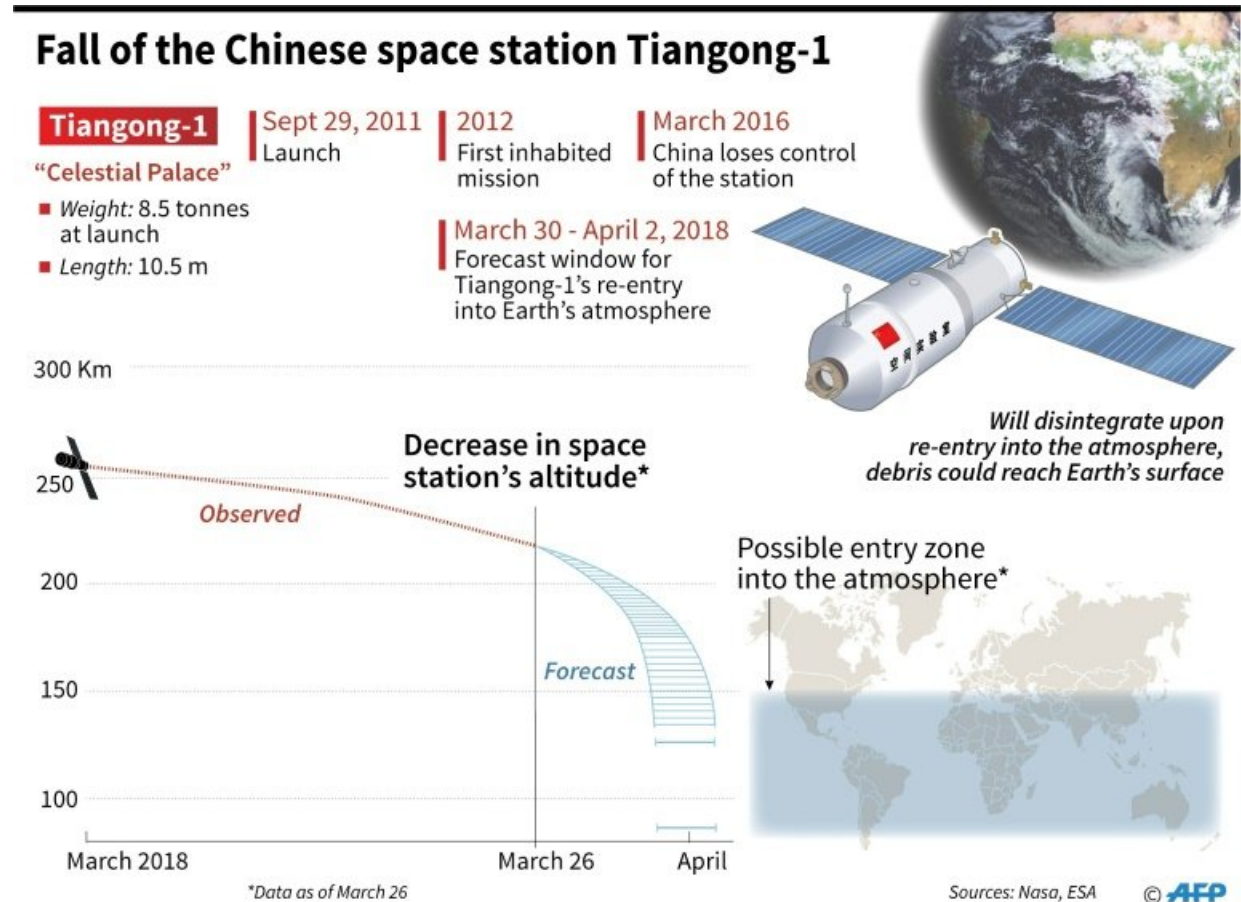 Fall of the Chinese space station Tiangong-1
Tiangong-1
“Celestial Palace”
Weight: 8.5 tonnes
at launch
Length: 10.5 m
Sept 29, 2011
Launch
2012
First inhabited
mission
March 2016
China loses control
of the station
March 30 - April 2, 2018
Forecast window for
Tiangong-1’s re-entry
into Earth’s atmosphere
空间实验室
Will disintegrate upon
re-entry into the atmosphere,
debris could reach Earth’s surface
300 Km
250
200
150
100
Decrease in space
station’s altitude*
Observed
Forecast
March 2018
March 26
April
Possible entry zone
into the atmosphere*
*Data as of March 26
Sources: Nasa, ESA
© AFP